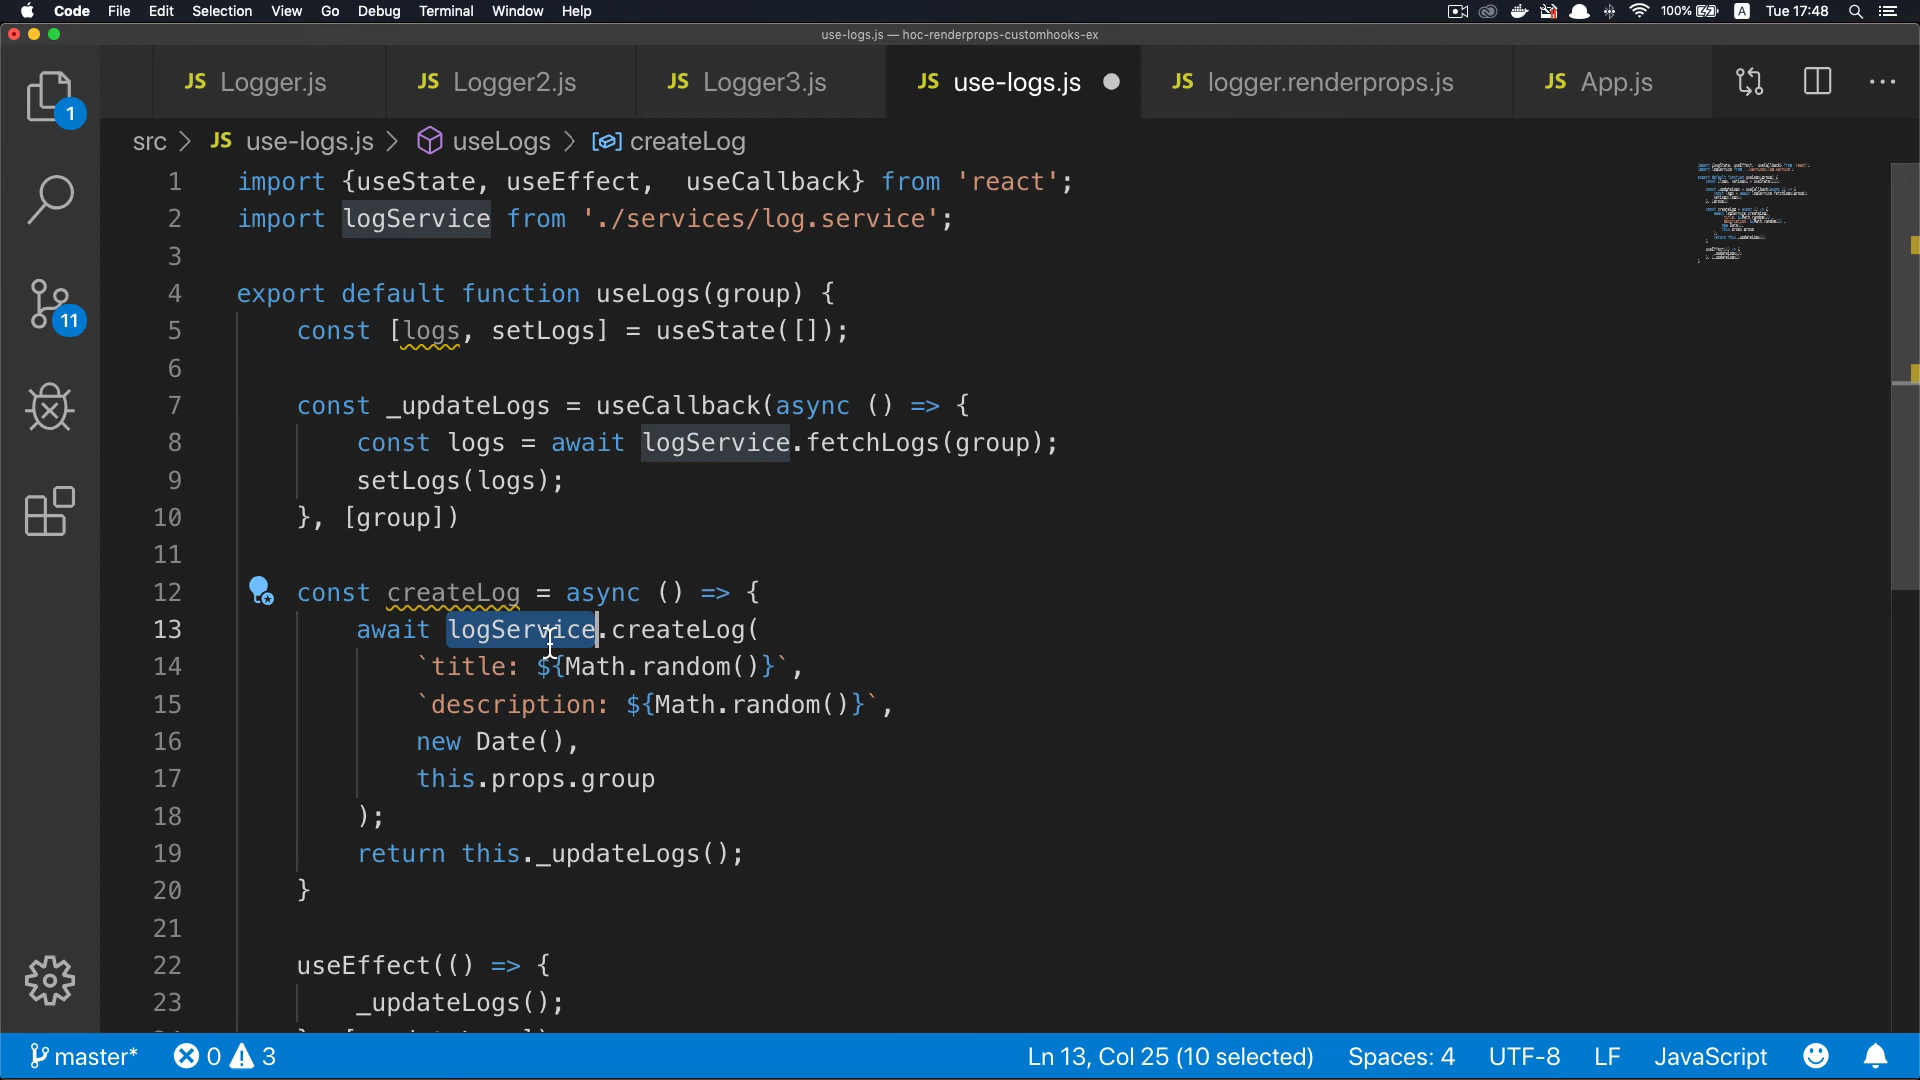 Code File Edit Selection View Go Debug Terminal Window Help 100% A Tue 17:48
use-logs.js — hoc-renderprops-customhooks-ex
JS Logger.js JS Logger2.js JS Logger3.js JS use-logs.js JS logger.renderprops.js JS App.js
src > JS use-logs.js > useLogs > createLog
1 import {useState, useEffect,  useCallback} from 'react';
2 import logService from './services/log.service';
3
4 export default function useLogs(group) {
5 const [logs, setLogs] = useState([]);
6
7 const _updateLogs = useCallback(async () => {
8 const logs = await logService.fetchLogs(group);
9 setLogs(logs);
10 }, [group])
11
12 const createLog = async () => {
13 await logService.createLog(
14 `title: ${Math.random()}`,
15 `description: ${Math.random()}`,
16 new Date(),
17 this.props.group
18 );
19 return this._updateLogs();
20 }
21
22 useEffect(() => {
23 _updateLogs();
1
11
master* 0 3 Ln 13, Col 25 (10 selected) Spaces: 4 UTF-8 LF JavaScript